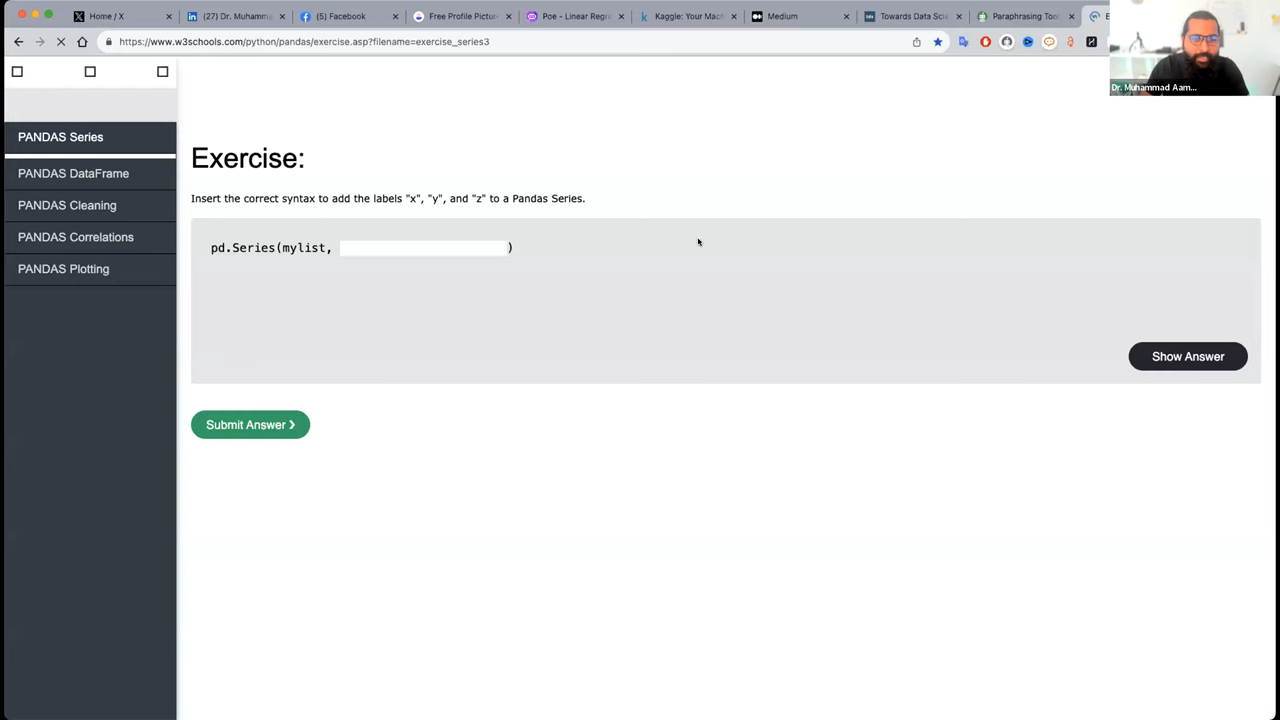 Home / X
(27) Dr. Muhamma
(5) Facebook
Free Profile Pictur
Poe - Linear Regre
Kaggle: Your Mac
Medium
Towards Data Scie
Paraphrasing Tool
https://www.w3schools.com/python/pandas/exercise.asp?filename=exercise_series3
Dr. Muhammad Aam...
PANDAS Series
PANDAS DataFrame
PANDAS Cleaning
PANDAS Correlations
PANDAS Plotting
Exercise:
Insert the correct syntax to add the labels "x", "y", and "z" to a Pandas Series.
pd.Series(mylist, )
Show Answer
Submit Answer ❯